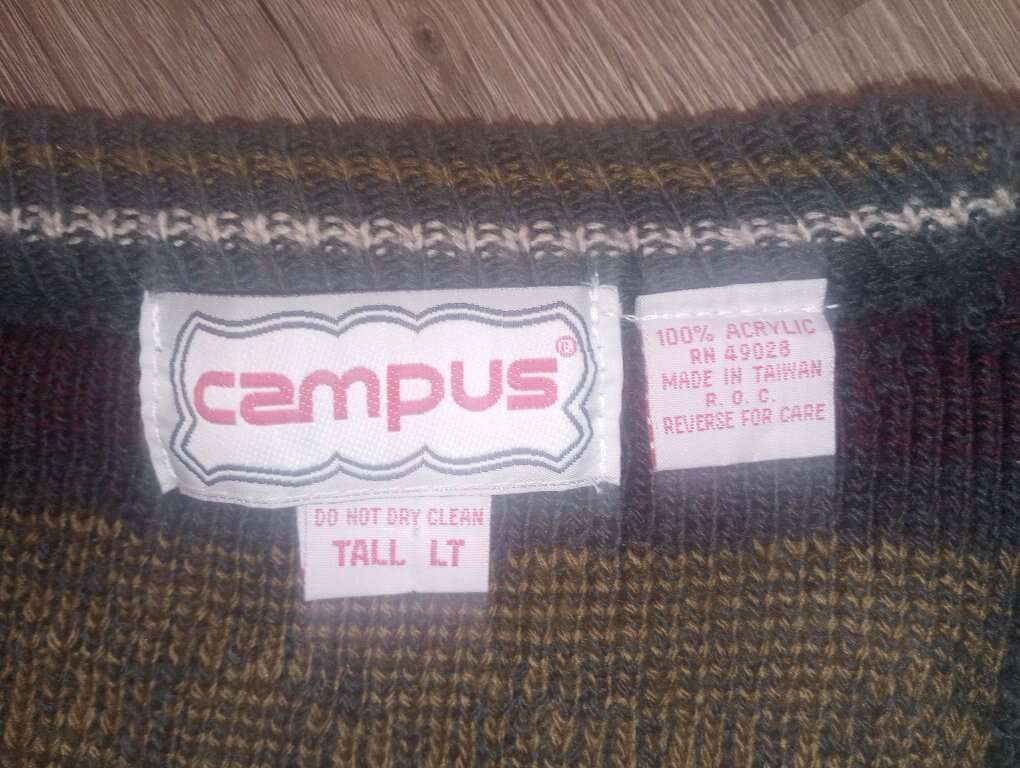 campus®
DO NOT DRY CLEAN
TALL LT
100% ACRYLIC
RN 49028
MADE IN TAIWAN
R. O. C.
REVERSE FOR CARE